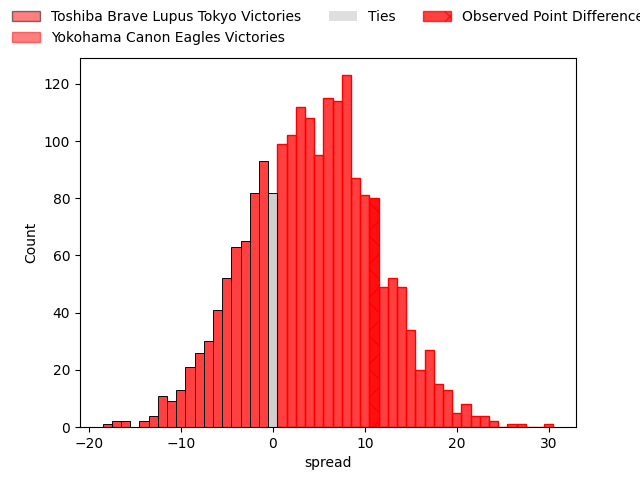 Toshiba Brave Lupus Tokyo Victories
Yokohama Canon Eagles Victories
Ties
Observed Point Difference
120
100
80
60
40
20
0
Count
−20
−10
0
10
20
30
spread